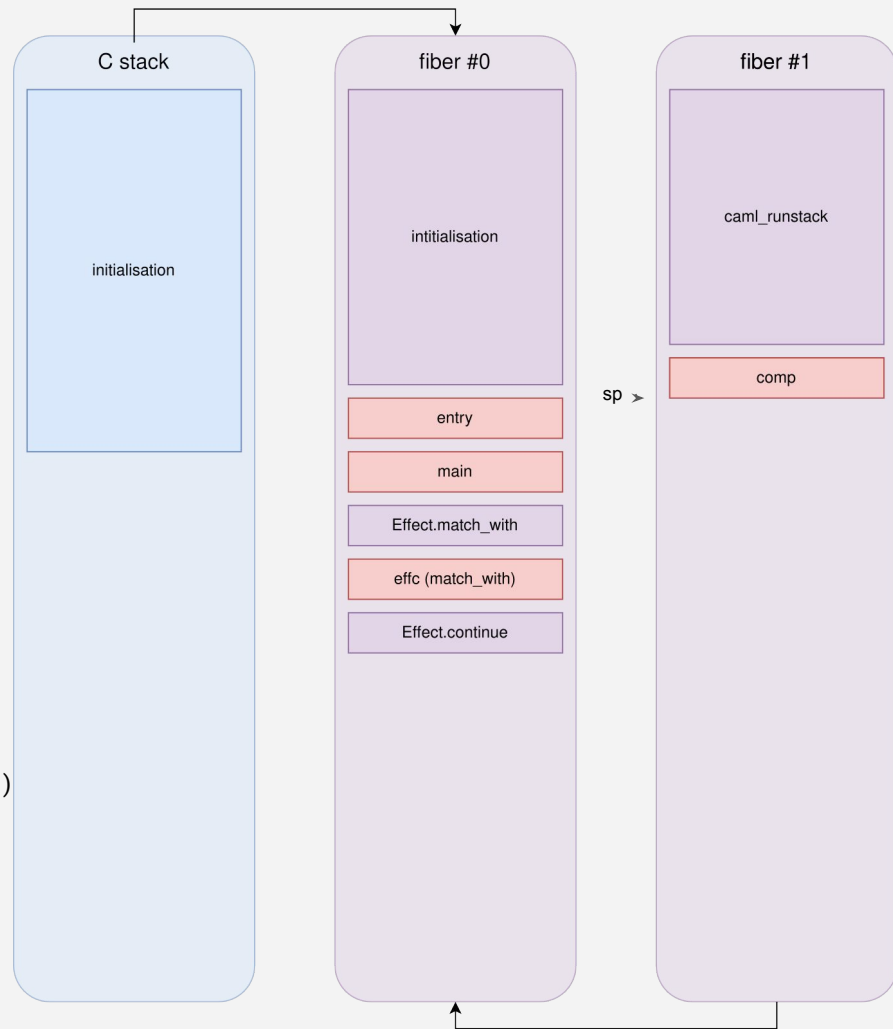 C stack
initialisation
fiber #0
intitialisation
entry
main
Effect.match_with
effc (match_with)
Effect.continue
fiber #1
caml_runstack
sp
comp
)